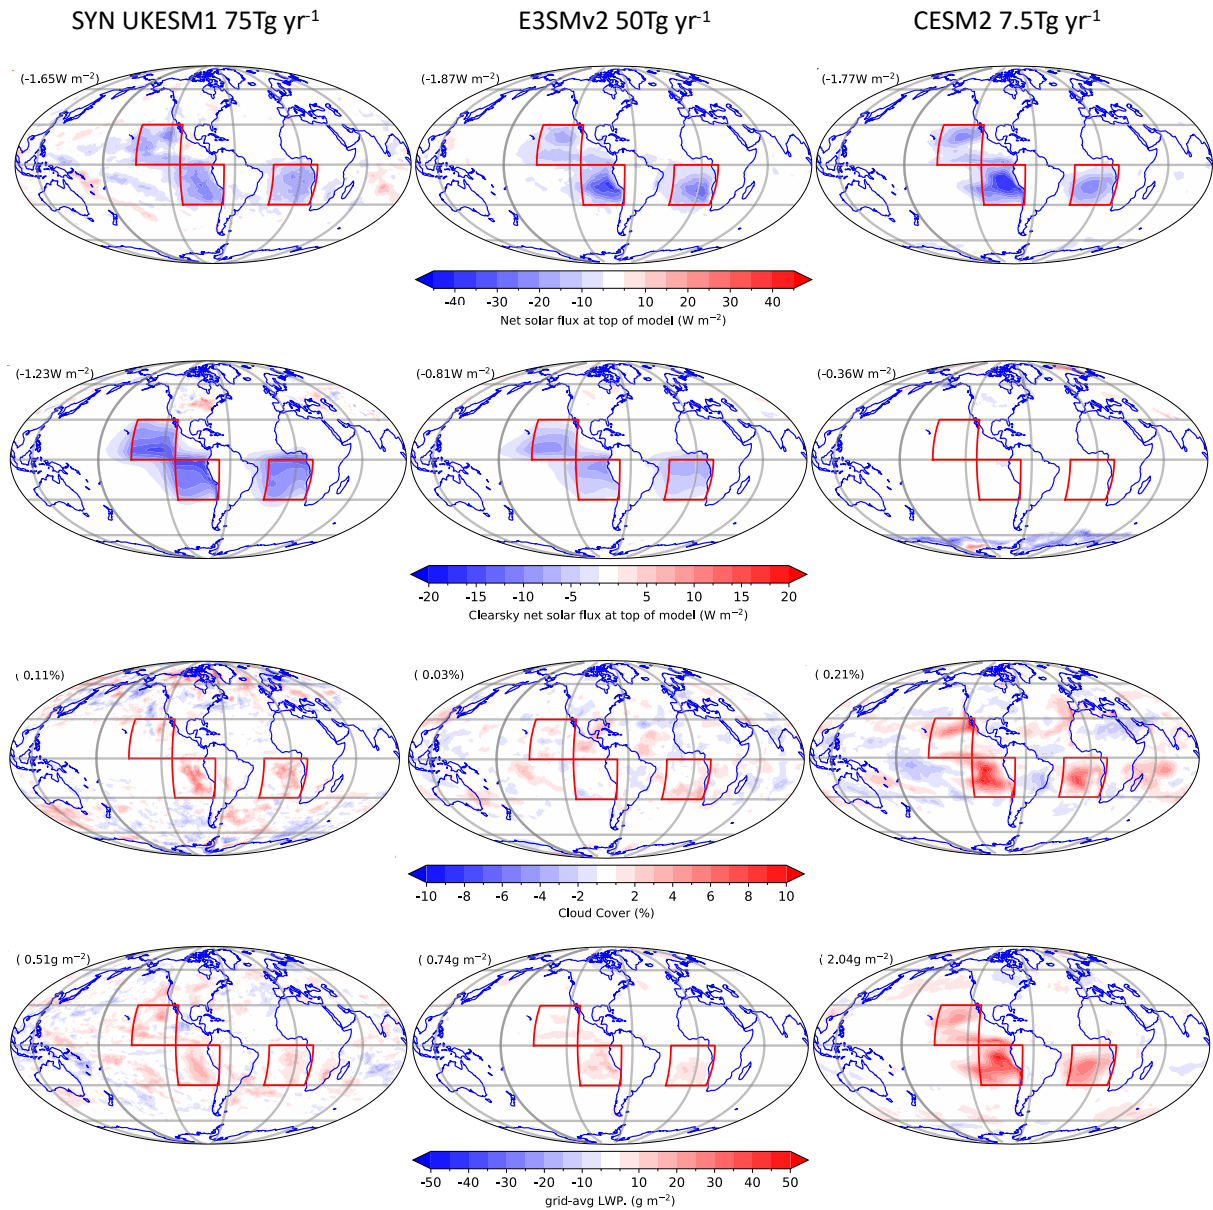 SYN UKESM1 75Tg yr⁻¹ E3SMv2 50Tg yr⁻¹ CESM2 7.5Tg yr⁻¹
(-1.65W m⁻²) (-1.87W m⁻²) (-1.77W m⁻²)
-40 -30 -20 -10 10 20 30 40
Net solar flux at top of model (W m⁻²)
(-1.23W m⁻²) (-0.81W m⁻²) (-0.36W m⁻²)
-20 -15 -10 -5 5 10 15 20
Clearsky net solar flux at top of model (W m⁻²)
( 0.11%) ( 0.03%) ( 0.21%)
-10 -8 -6 -4 -2 2 4 6 8 10
Cloud Cover (%)
( 0.51g m⁻²) ( 0.74g m⁻²) ( 2.04g m⁻²)
-50 -40 -30 -20 -10 10 20 30 40 50
grid-avg LWP. (g m⁻²)